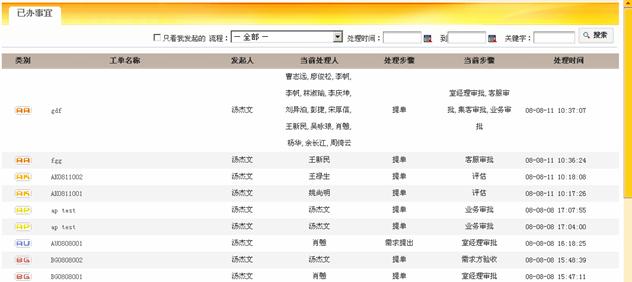 已办事宜
只看我发起的 流程: 一 全部 一 处理时间: 到 关键字: 搜索
类别 工单名称 发起人 当前处理人 处理步骤 当前步骤 处理时间
曹志远, 廖俊松, 李帆,
李帆, 林淑瑜, 李庆坤, 室经理审批, 客服审
AA gdf 汤杰文 刘异泊, 彭捷, 宋厚信, 提单 批, 集客审批, 业务审 08-08-11 10:37:07
王新民, 吴咏琅, 肖魁, 批
杨华, 余长江, 周绮云
AA fgg 汤杰文 王新民 提单 客服审批 08-08-11 10:36:24
AK AK0811002 汤杰文 王绿生 提单 评估 08-08-11 10:18:08
AK AK0811001 汤杰文 姚尚明 提单 评估 08-08-11 10:17:26
AP ap test 汤杰文 汤杰文 提单 业务审批 08-08-08 17:07:55
AP ap test 汤杰文 汤杰文 提单 业务审批 08-08-08 17:04:00
AU AU0808001 汤杰文 肖魁 需求提出 室经理审批 08-08-08 16:18:25
BG BG0808002 汤杰文 汤杰文 提单 需求方验收 08-08-08 15:48:39
BG BG0808001 汤杰文 肖魁 提单 室经理审批 08-08-08 15:47:11